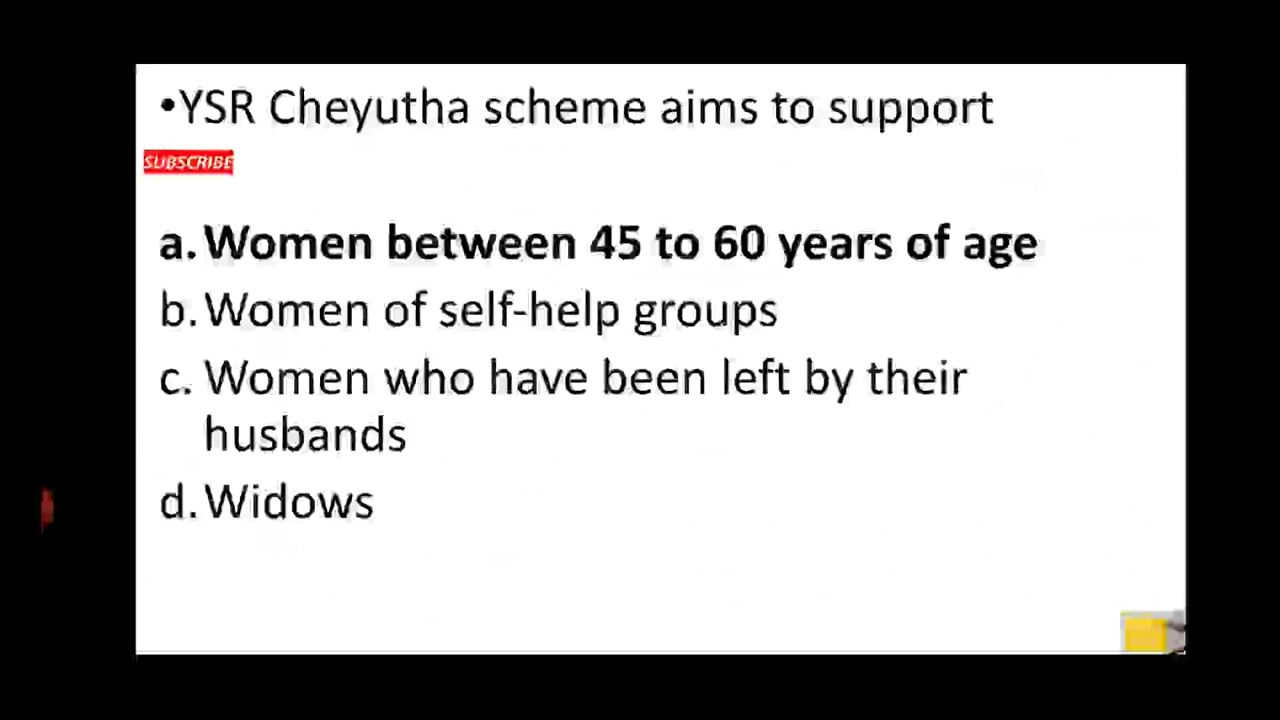 •YSR Cheyutha scheme aims to support
SUBSCRIBE
a. Women between 45 to 60 years of age
b. Women of self-help groups
c. Women who have been left by their
husbands
d. Widows